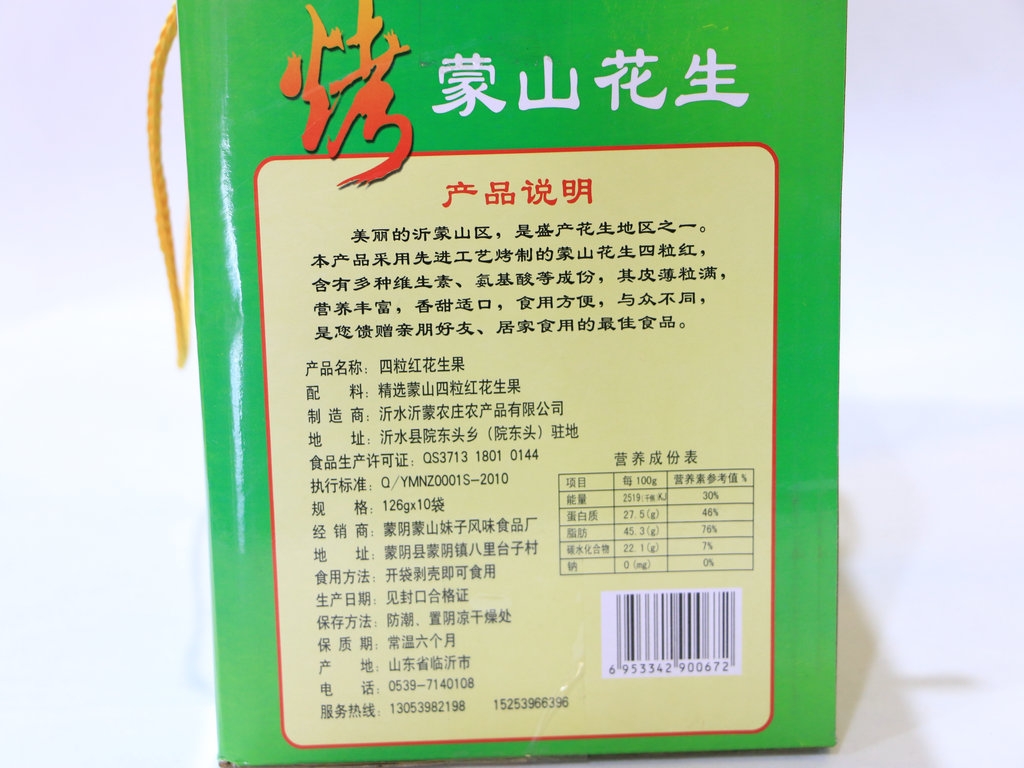 烤 蒙山花生
产品说明
美丽的沂蒙山区，是盛产花生地区之一。
本产品采用先进工艺烤制的蒙山花生四粒红，
含有多种维生素、氨基酸等成份，其皮薄粒满，
营养丰富，香甜适口，食用方便，与众不同，
是您馈赠亲朋好友、居家食用的最佳食品。
产品名称：四粒红花生果
配 料：精选蒙山四粒红花生果
制 造 商：沂水沂蒙农庄农产品有限公司
地 址：沂水县院东头乡（院东头）驻地
食品生产许可证：QS3713 1801 0144
执行标准：Q/YMNZ0001S-2010
规 格：126gx10袋
经 销 商：蒙阴蒙山妹子风味食品厂
地 址：蒙阴县蒙阴镇八里台子村
食用方法：开袋剥壳即可食用
生产日期：见封口合格证
保存方法：防潮、置阴凉干燥处
保 质 期：常温六个月
产 地：山东省临沂市
电 话：0539-7140108
服务热线：13053982198 15253966396
营养成份表
项目 每100g 营养素参考值%
能量 2519(千焦)KJ 30%
蛋白质 27.5(g) 46%
脂肪 45.3(g) 76%
碳水化合物 22.1(g) 7%
钠 0(mg) 0%
6 953342 900672